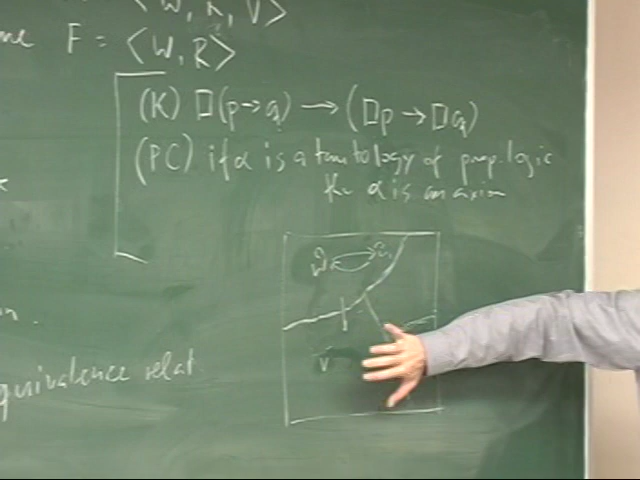 ⟨W, R, V⟩
F = ⟨W, R⟩
(K) □(p→q) → (□p → □q)
(PC) if α is a tautology of prop. logic
the α is an axiom
equivalence relat